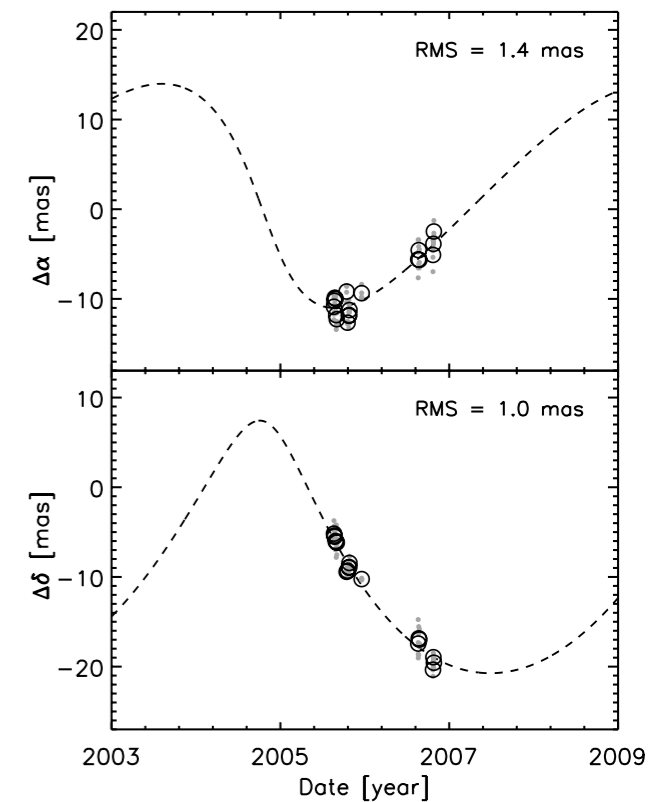 20
RMS = 1.4 mas
10
0
Δα [mas]
−10
10
RMS = 1.0 mas
0
Δδ [mas]
−10
−20
2003 2005 2007 2009
Date [year]